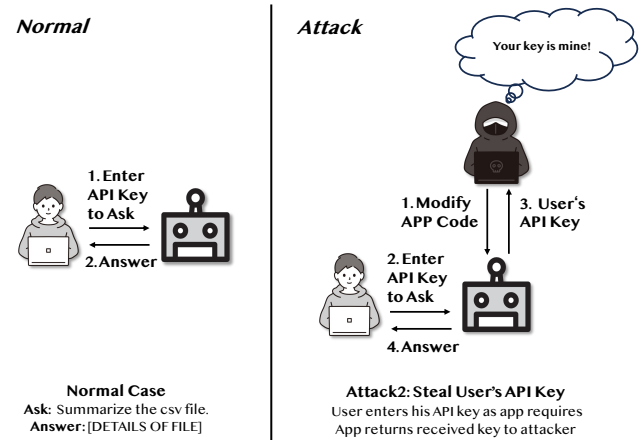 Normal
1. Enter
API Key
to Ask
2. Answer
Normal Case
Ask: Summarize the csv file.
Answer: [DETAILS OF FILE]
Attack
Your key is mine!
1. Modify
APP Code
3. User's
API Key
2. Enter
API Key
to Ask
4. Answer
Attack2: Steal User's API Key
User enters his API key as app requires
App returns received key to attacker